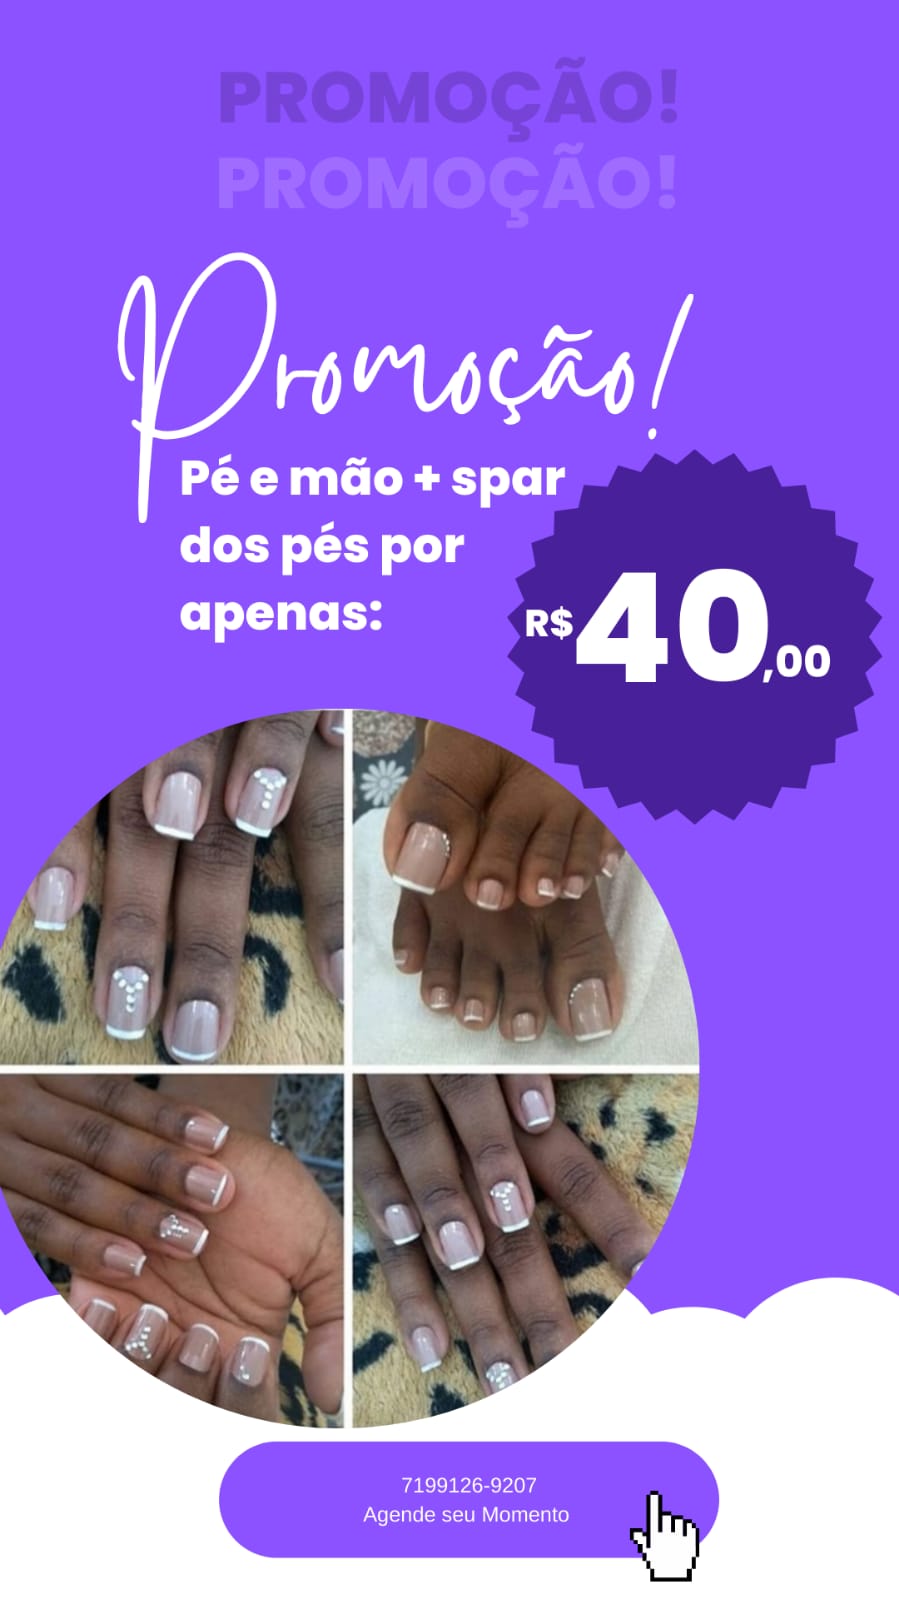 PROMOÇÃO!
PROMOÇÃO!
Promoção!
Pé e mão + spar
dos pés por
apenas:
R$40,00
7199126-9207
Agende seu Momento